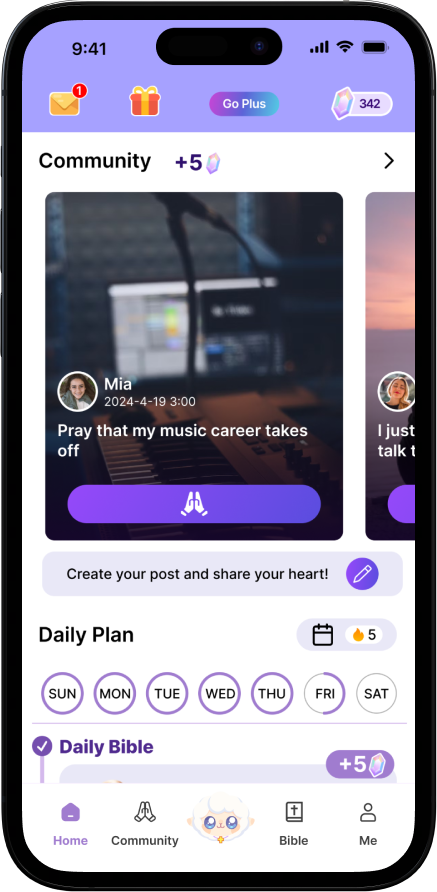 9:41
1
Go Plus
342
Community +5
Mia
2024-4-19 3:00
Pray that my music career takes
off
I just
talk t
Create your post and share your heart!
Daily Plan
5
SUN MON TUE WED THU FRI SAT
Daily Bible
+5
Home Community Bible Me